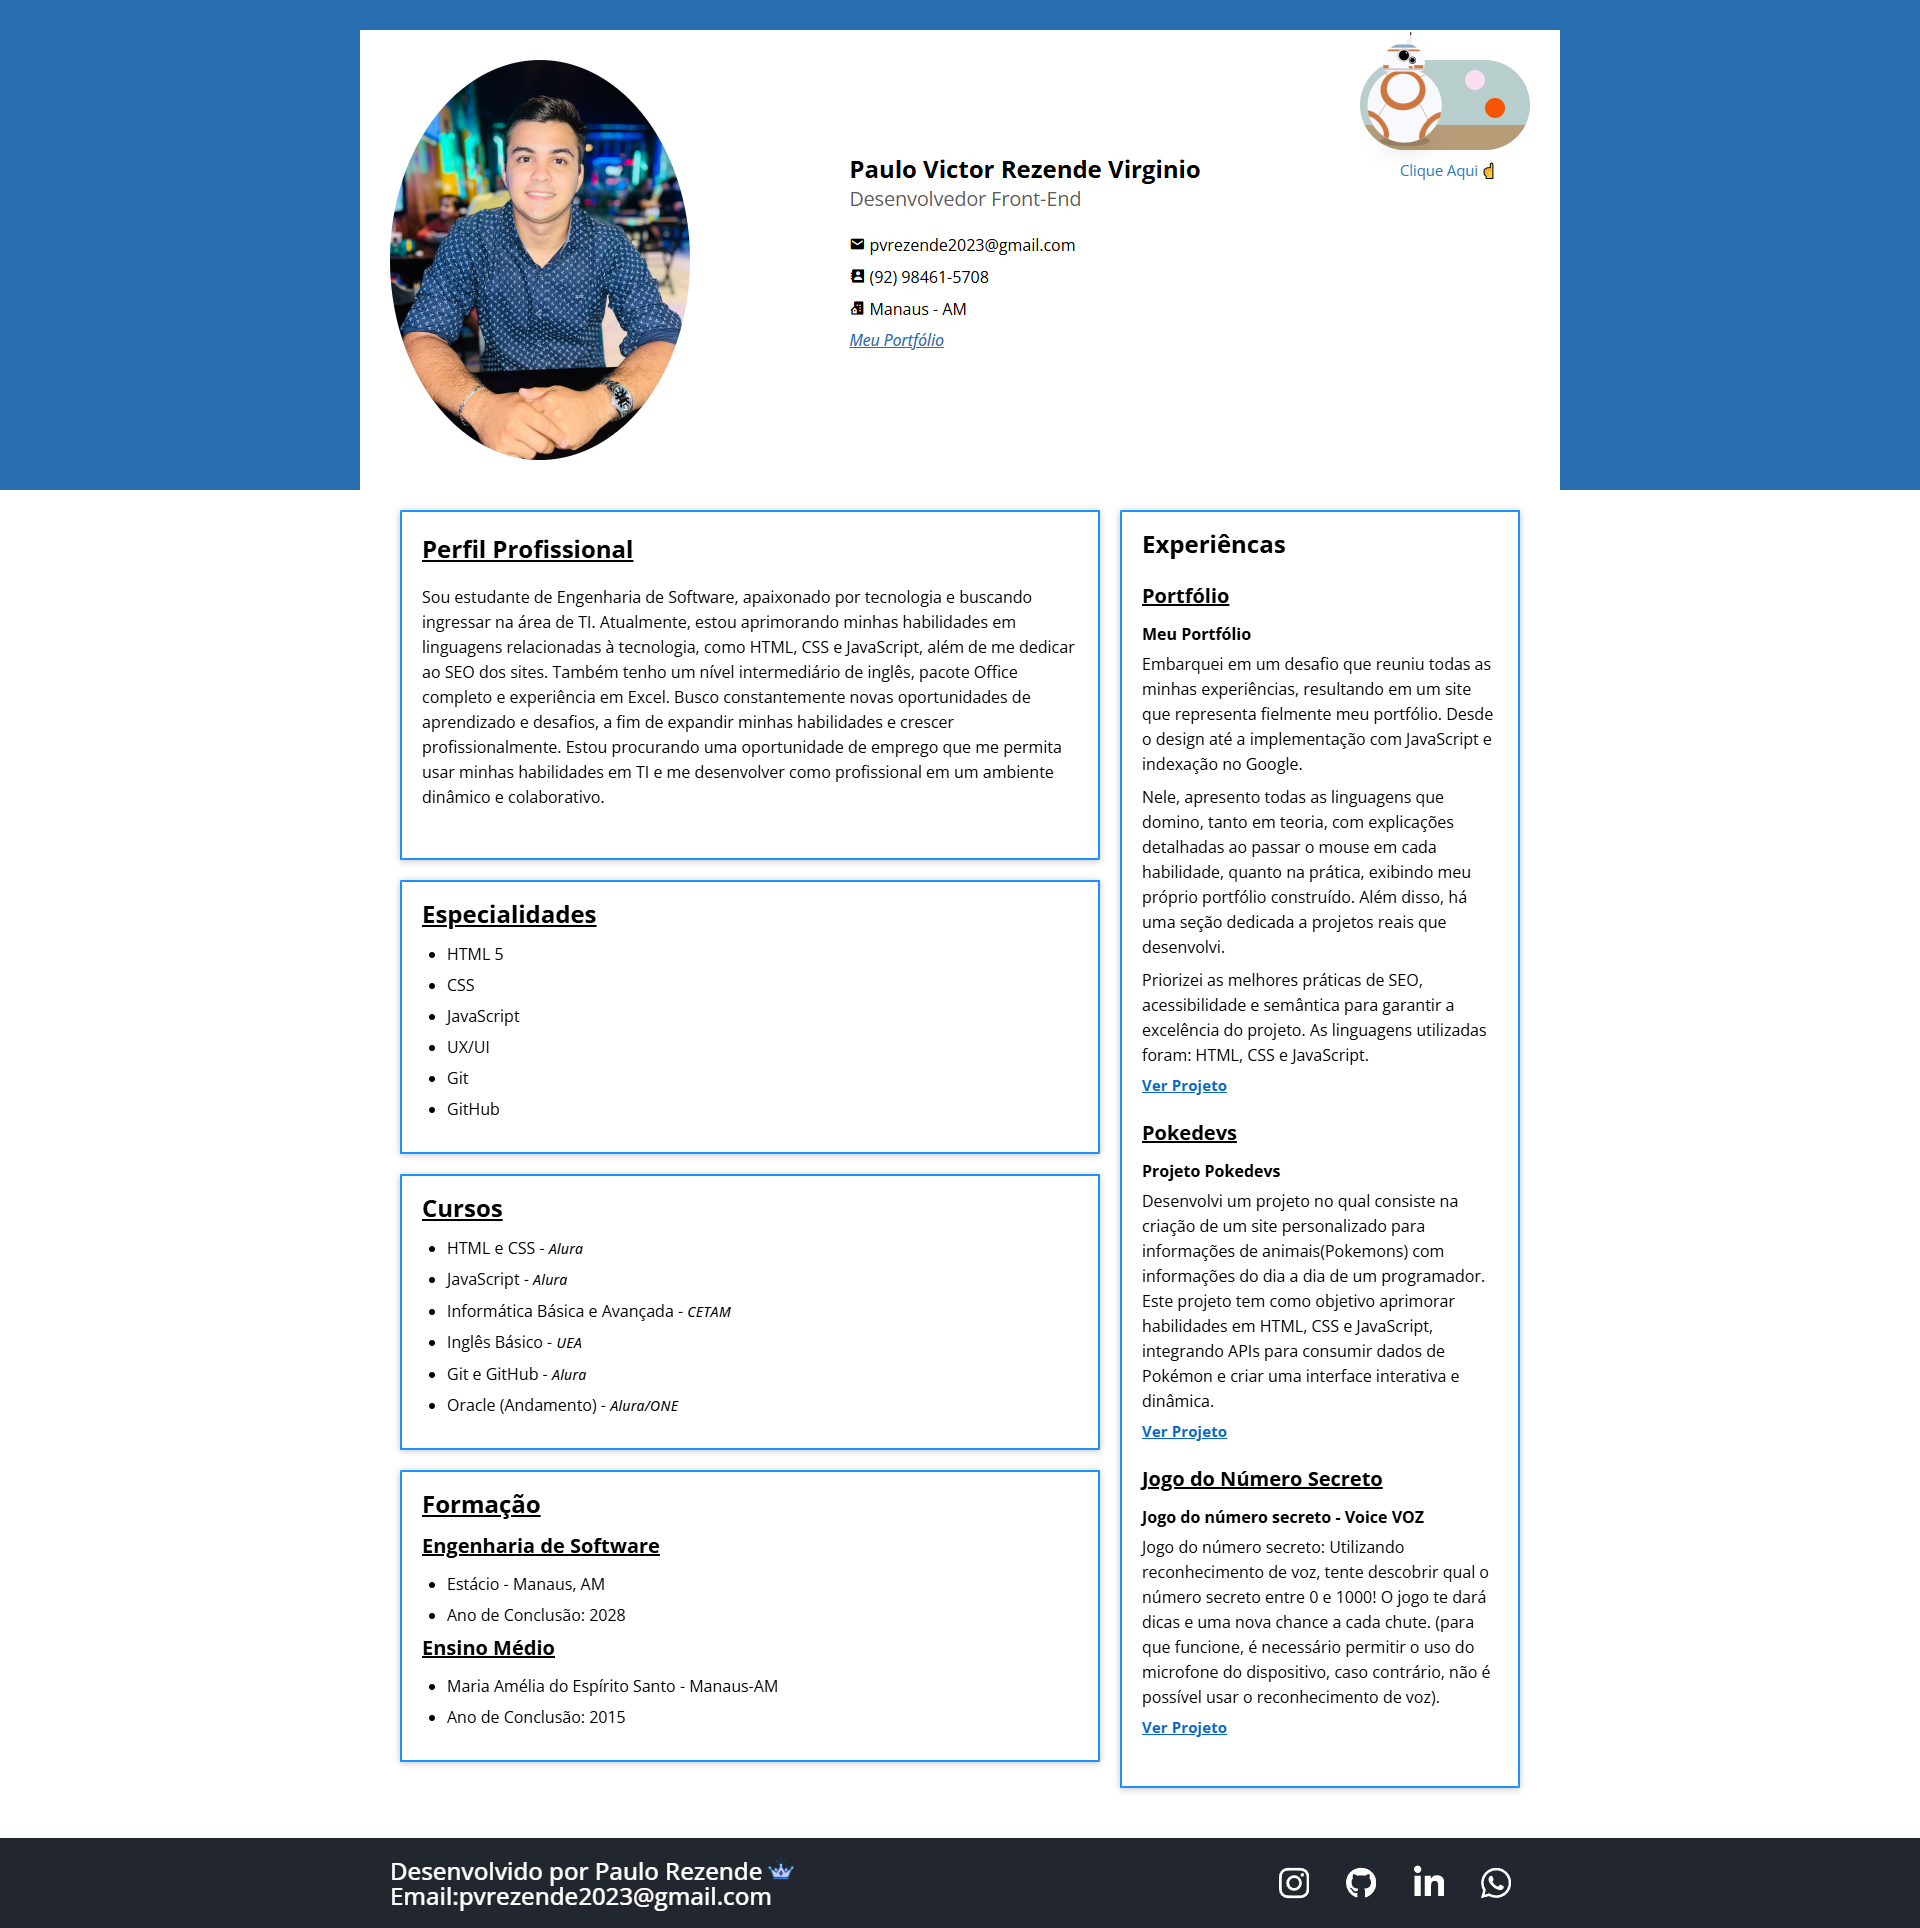 Clique Aqui
Paulo Victor Rezende Virginio
Desenvolvedor Front-End
pvrezende2023@gmail.com
(92) 98461-5708
Manaus - AM
Meu Portfólio
Perfil Profissional
Sou estudante de Engenharia de Software, apaixonado por tecnologia e buscando
ingressar na área de TI. Atualmente, estou aprimorando minhas habilidades em
linguagens relacionadas à tecnologia, como HTML, CSS e JavaScript, além de me dedicar
ao SEO dos sites. Também tenho um nível intermediário de inglês, pacote Office
completo e experiência em Excel. Busco constantemente novas oportunidades de
aprendizado e desafios, a fim de expandir minhas habilidades e crescer
profissionalmente. Estou procurando uma oportunidade de emprego que me permita
usar minhas habilidades em TI e me desenvolver como profissional em um ambiente
dinâmico e colaborativo.
Especialidades
HTML 5
CSS
JavaScript
UX/UI
Git
GitHub
Cursos
HTML e CSS - Alura
JavaScript - Alura
Informática Básica e Avançada - CETAM
Inglês Básico - UEA
Git e GitHub - Alura
Oracle (Andamento) - Alura/ONE
Formação
Engenharia de Software
Estácio - Manaus, AM
Ano de Conclusão: 2028
Ensino Médio
Maria Amélia do Espírito Santo - Manaus-AM
Ano de Conclusão: 2015
Experiêncas
Portfólio
Meu Portfólio
Embarquei em um desafio que reuniu todas as
minhas experiências, resultando em um site
que representa fielmente meu portfólio. Desde
o design até a implementação com JavaScript e
indexação no Google.
Nele, apresento todas as linguagens que
domino, tanto em teoria, com explicações
detalhadas ao passar o mouse em cada
habilidade, quanto na prática, exibindo meu
próprio portfólio construído. Além disso, há
uma seção dedicada a projetos reais que
desenvolvi.
Priorizei as melhores práticas de SEO,
acessibilidade e semântica para garantir a
excelência do projeto. As linguagens utilizadas
foram: HTML, CSS e JavaScript.
Ver Projeto
Pokedevs
Projeto Pokedevs
Desenvolvi um projeto no qual consiste na
criação de um site personalizado para
informações de animais(Pokemons) com
informações do dia a dia de um programador.
Este projeto tem como objetivo aprimorar
habilidades em HTML, CSS e JavaScript,
integrando APIs para consumir dados de
Pokémon e criar uma interface interativa e
dinâmica.
Ver Projeto
Jogo do Número Secreto
Jogo do número secreto - Voice VOZ
Jogo do número secreto: Utilizando
reconhecimento de voz, tente descobrir qual o
número secreto entre 0 e 1000! O jogo te dará
dicas e uma nova chance a cada chute. (para
que funcione, é necessário permitir o uso do
microfone do dispositivo, caso contrário, não é
possível usar o reconhecimento de voz).
Ver Projeto
Desenvolvido por Paulo Rezende
Email:pvrezende2023@gmail.com